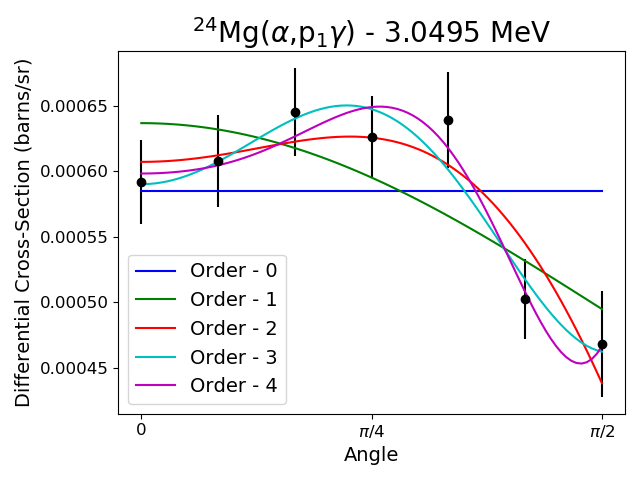 ²⁴Mg(α,p₁γ) - 3.0495 MeV
Differential Cross-Section (barns/sr)
0.00065
0.00060
0.00055
0.00050
0.00045
Order - 0
Order - 1
Order - 2
Order - 3
Order - 4
0
π/4
π/2
Angle